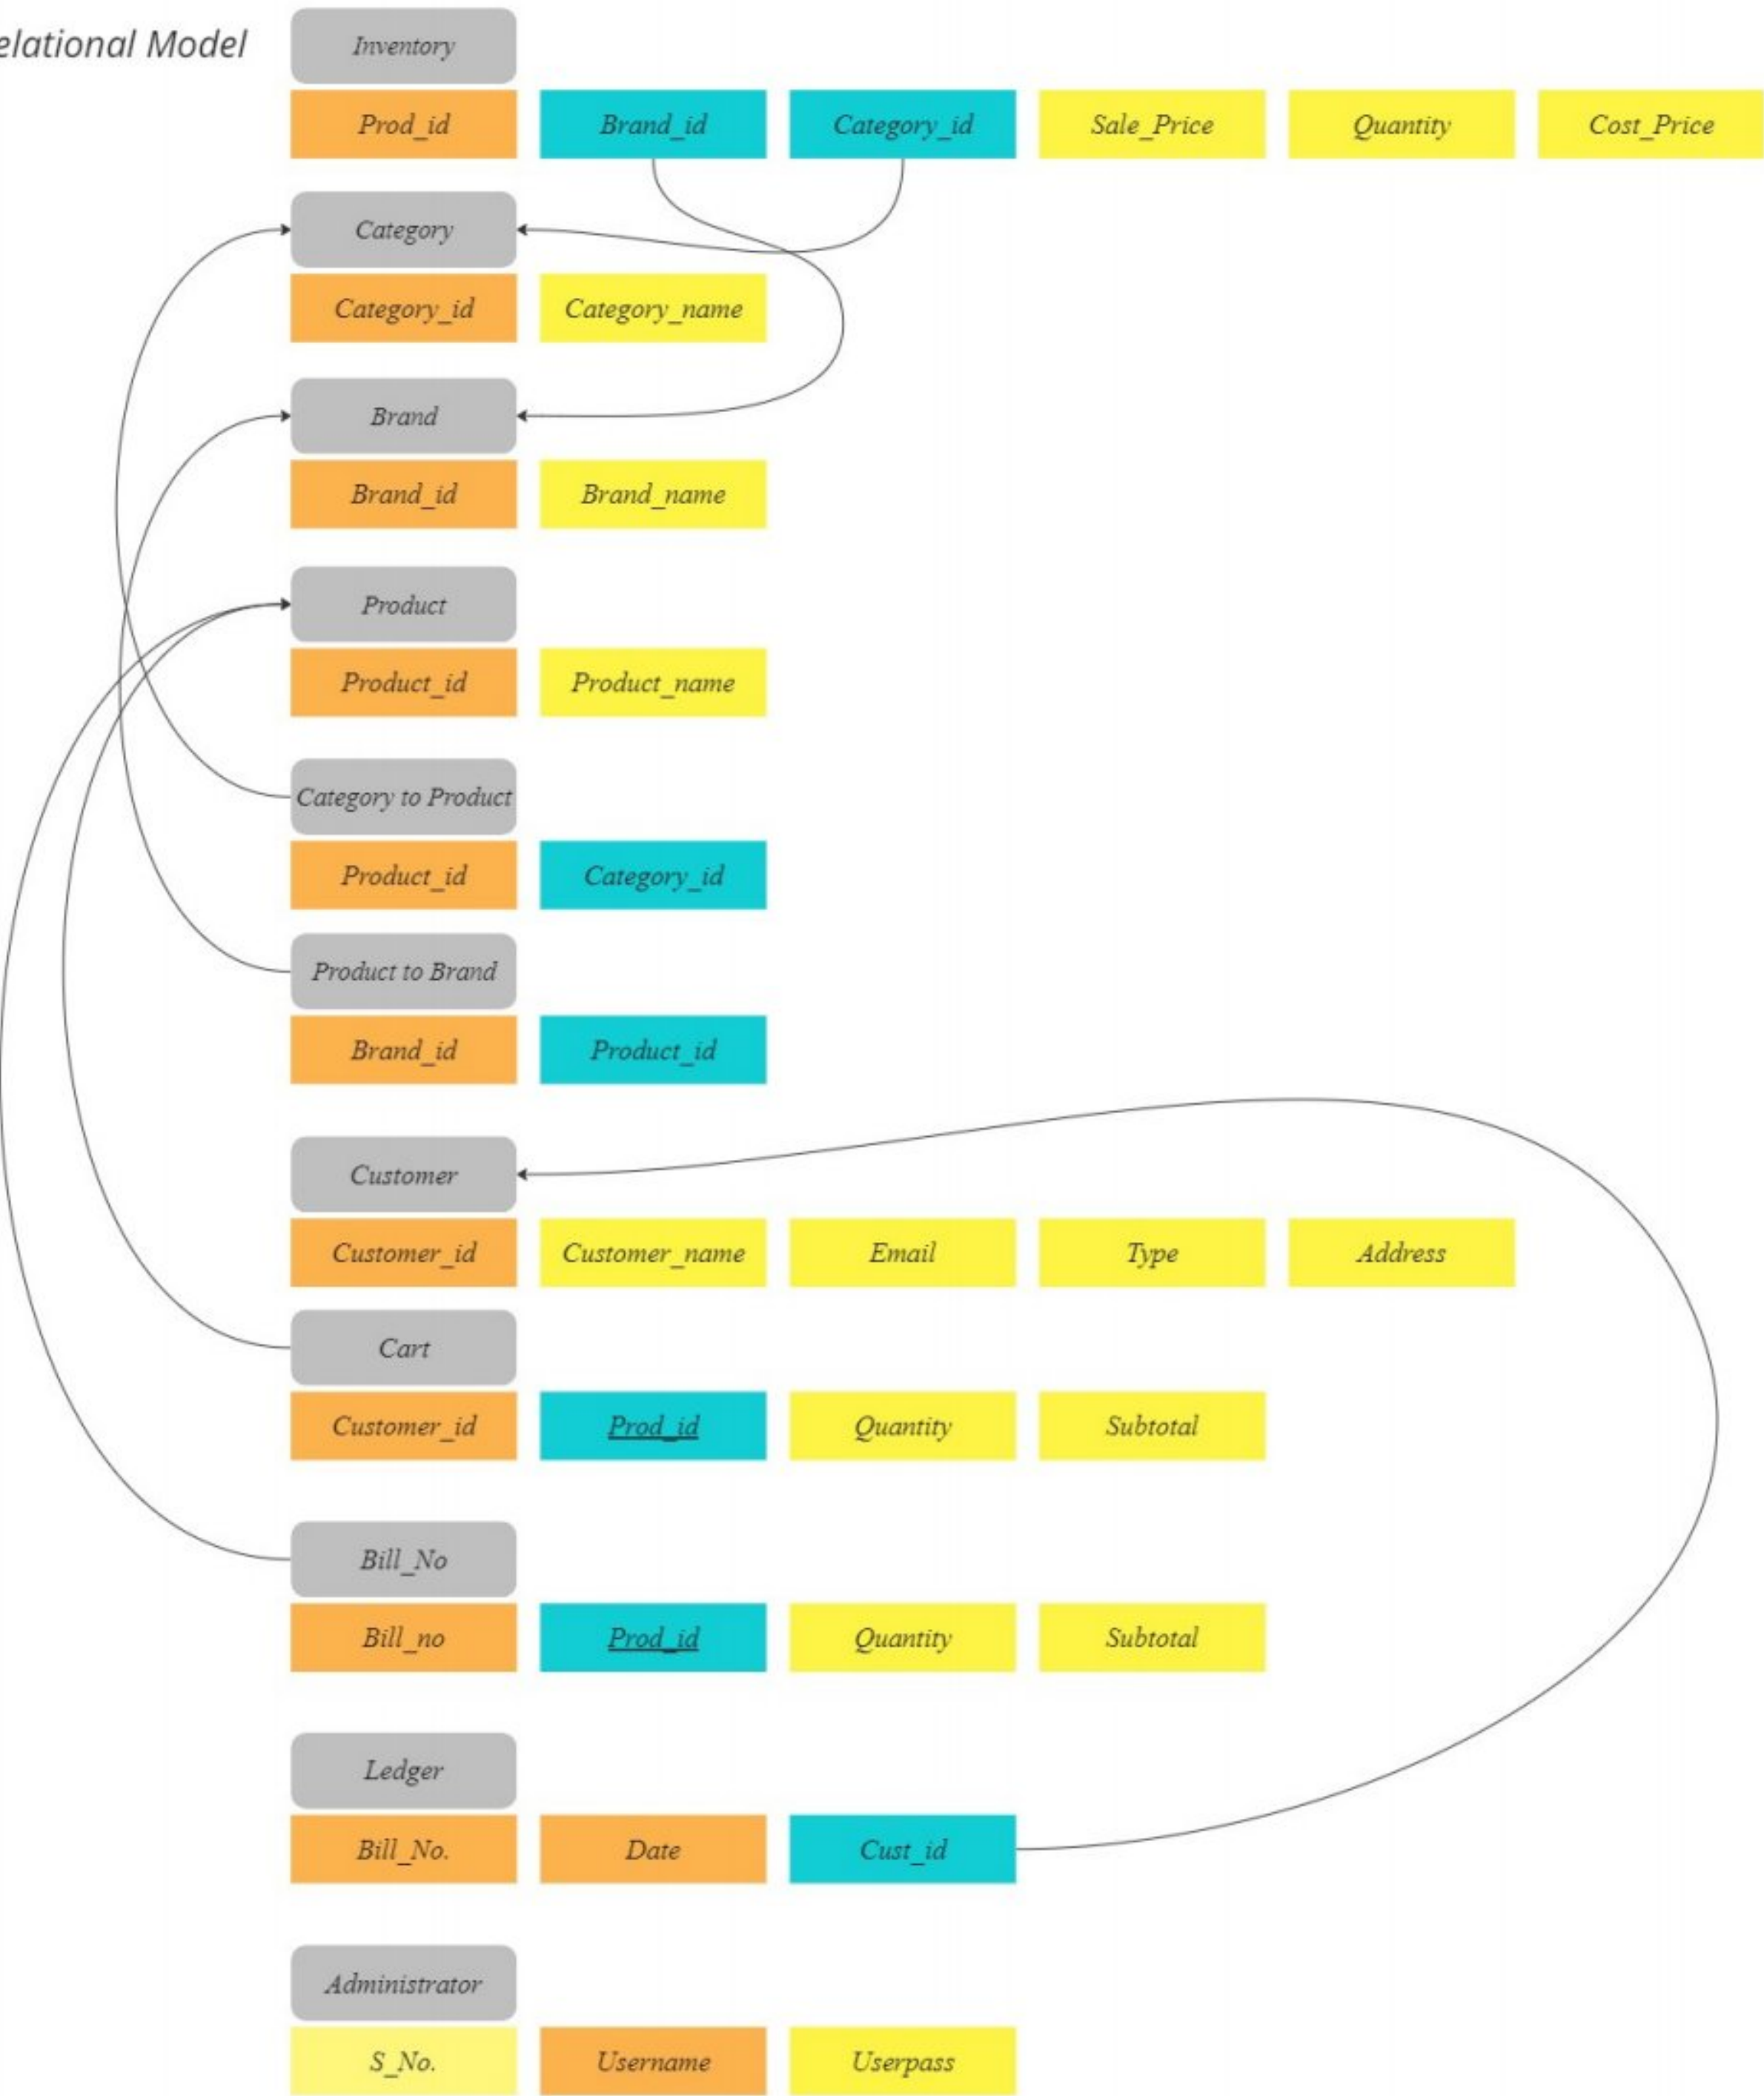 elational Model
Inventory
Prod_id Brand_id Category_id Sale_Price Quantity Cost_Price
Category
Category_id Category_name
Brand
Brand_id Brand_name
Product
Product_id Product_name
Category to Product
Product_id Category_id
Product to Brand
Brand_id Product_id
Customer
Customer_id Customer_name Email Type Address
Cart
Customer_id Prod_id Quantity Subtotal
Bill_No
Bill_no Prod_id Quantity Subtotal
Ledger
Bill_No. Date Cust_id
Administrator
S_No. Username Userpass